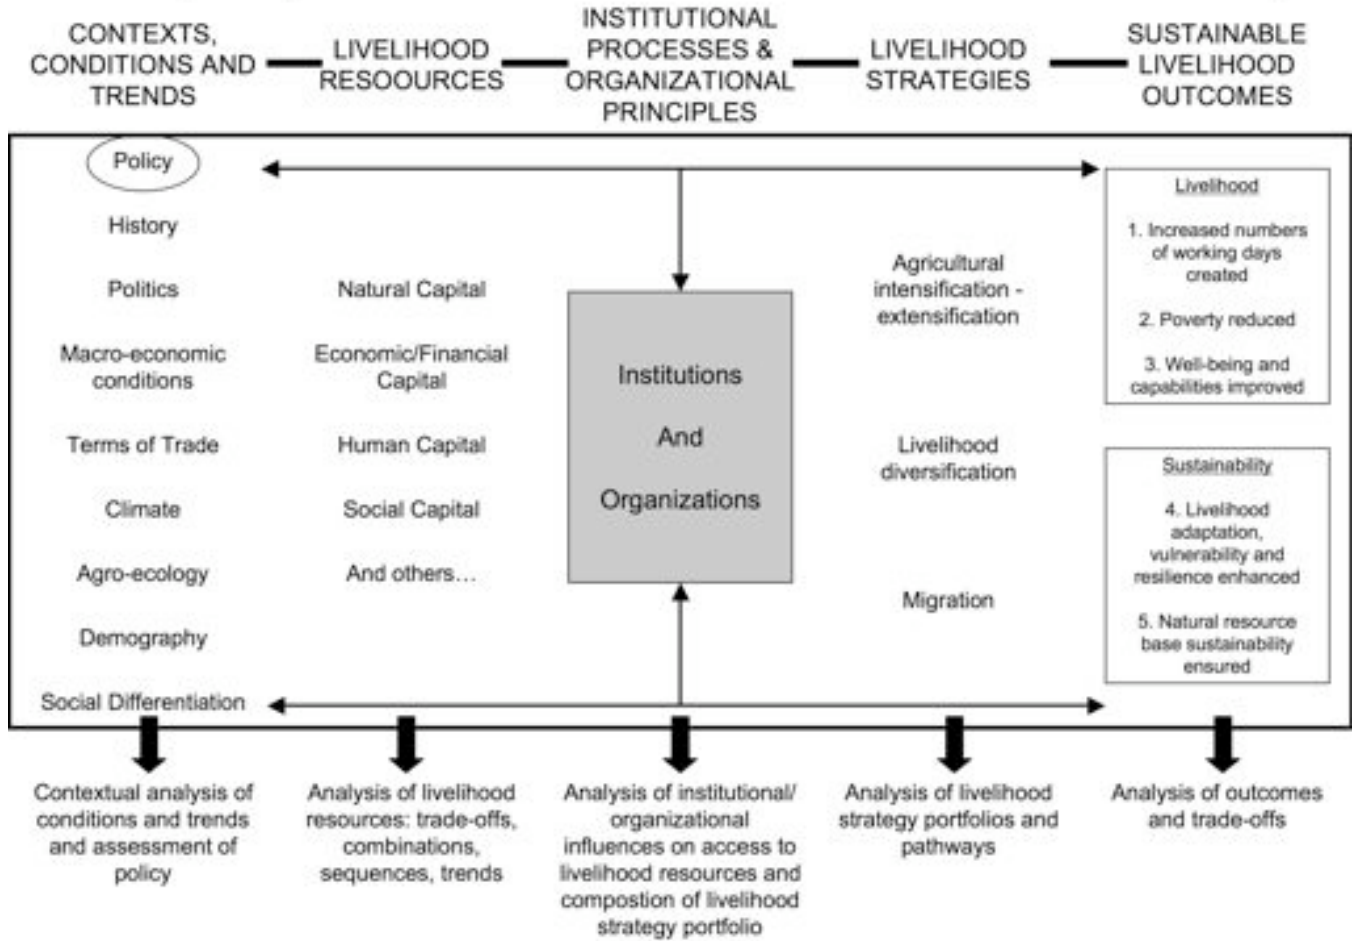 CONTEXTS,
CONDITIONS AND
TRENDS
LIVELIHOOD
RESOOURCES
INSTITUTIONAL
PROCESSES &
ORGANIZATIONAL
PRINCIPLES
LIVELIHOOD
STRATEGIES
SUSTAINABLE
LIVELIHOOD
OUTCOMES
Policy
History
Politics
Macro-economic
conditions
Terms of Trade
Climate
Agro-ecology
Demography
Social Differentiation
Natural Capital
Economic/Financial
Capital
Human Capital
Social Capital
And others…
Institutions
And
Organizations
Agricultural
intensification -
extensification
Livelihood
diversification
Migration
Livelihood
1. Increased numbers
of working days
created
2. Poverty reduced
3. Well-being and
capabilities improved
Sustainability
4. Livelihood
adaptation,
vulnerability and
resilience enhanced
5. Natural resource
base sustainability
ensured
Contextual analysis of
conditions and trends
and assessment of
policy
Analysis of livelihood
resources: trade-offs,
combinations,
sequences, trends
Analysis of institutional/
organizational
influences on access to
livelihood resources and
compostion of livelihood
strategy portfolio
Analysis of livelihood
strategy portfolios and
pathways
Analysis of outcomes
and trade-offs